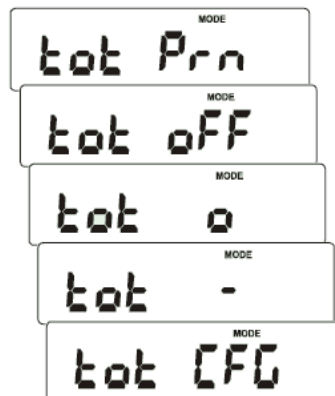 MODE
tot Prn
MODE
tot oFF
MODE
tot o
MODE
tot -
MODE
tot CFG